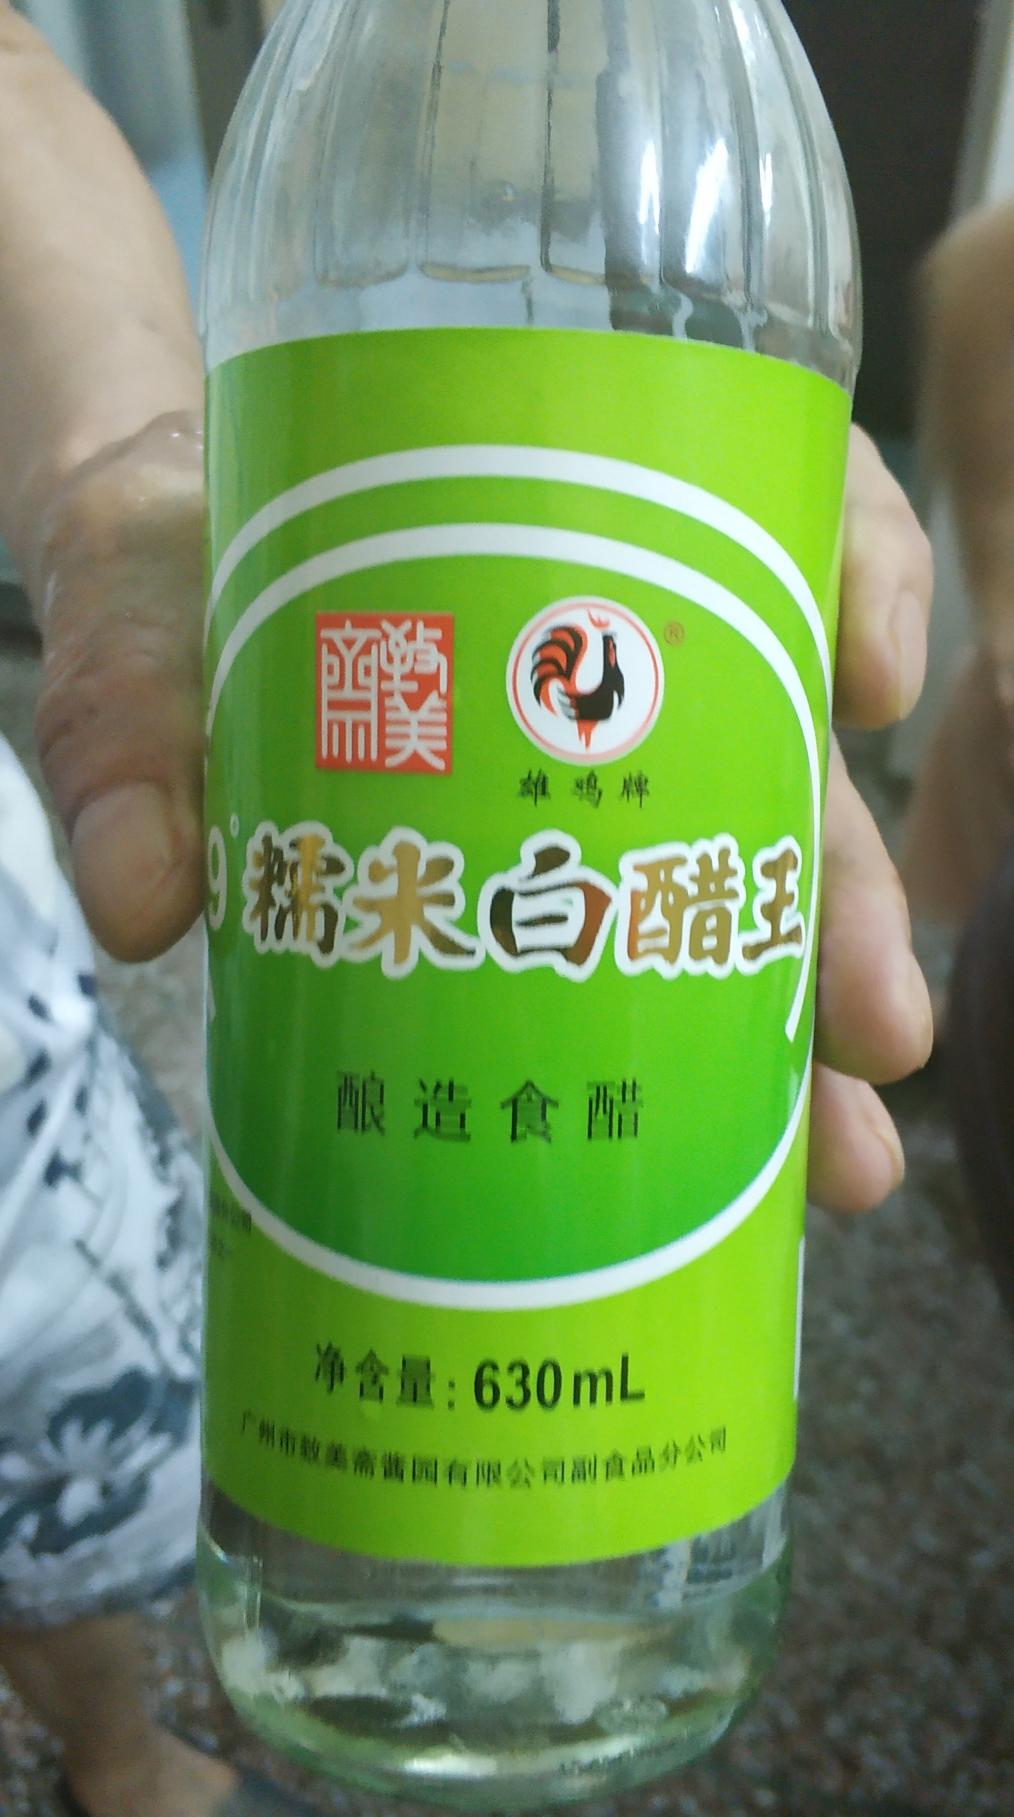 致美斋
®
雄鸡牌
9°糯米白醋王
酿造食醋
净含量:630mL
广州市致美斋酱园有限公司副食品分公司